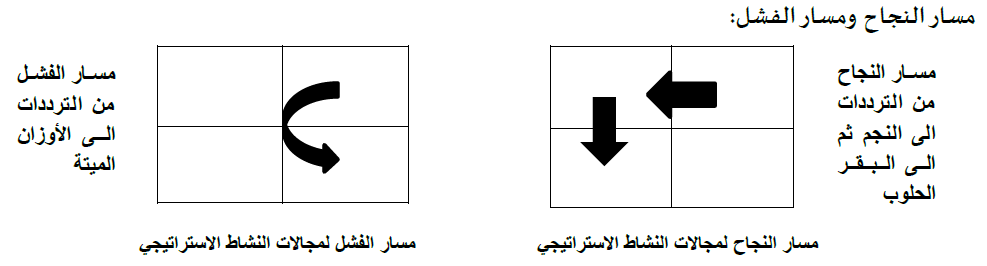 مسار النجاح ومسار الفشل:
مسار النجاح
من الترددات
الى النجم ثم
الى البقر
الحلوب
مسار الفشل
من الترددات
الى الأوزان
الميتة
مسار النجاح لمجالات النشاط الاستراتيجي
مسار الفشل لمجالات النشاط الاستراتيجي